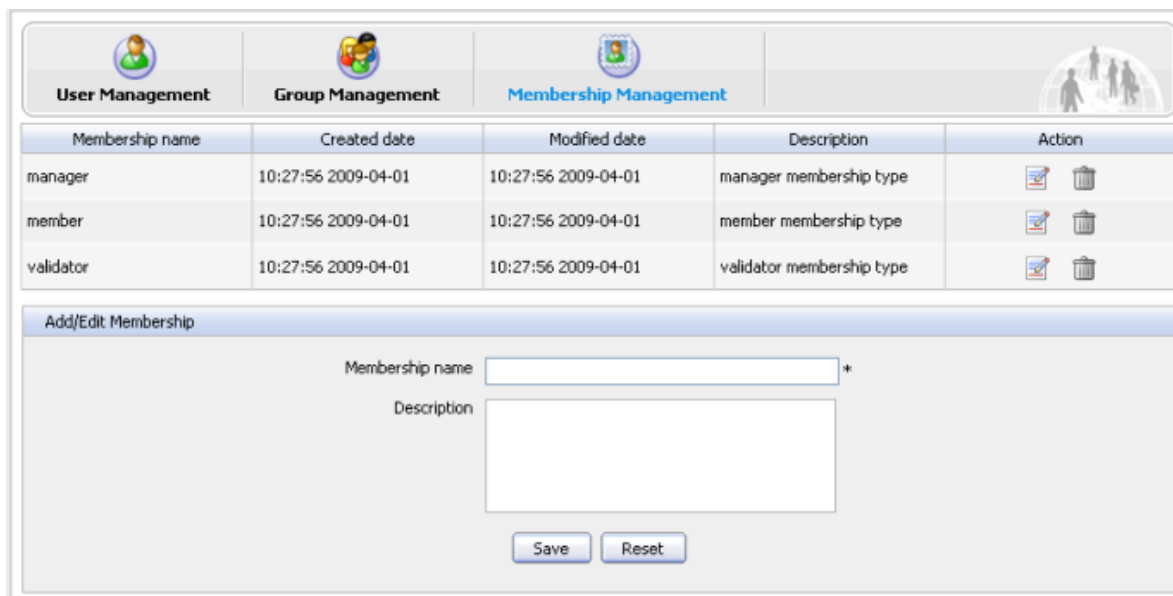 User Management Group Management Membership Management
Membership name Created date Modified date Description Action
manager 10:27:56 2009-04-01 10:27:56 2009-04-01 manager membership type
member 10:27:56 2009-04-01 10:27:56 2009-04-01 member membership type
validator 10:27:56 2009-04-01 10:27:56 2009-04-01 validator membership type
Add/Edit Membership
Membership name *
Description
Save Reset